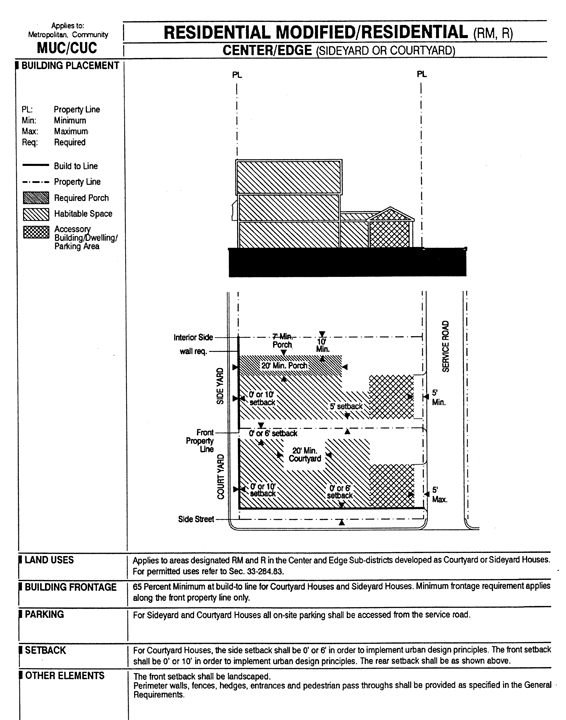 Applies to:
Metropolitan, Community
MUC/CUC
RESIDENTIAL MODIFIED/RESIDENTIAL (RM, R)
CENTER/EDGE (SIDEYARD OR COURTYARD)
BUILDING PLACEMENT
PL: Property Line
Min: Minimum
Max: Maximum
Req: Required
Build to Line
Property Line
Required Porch
Habitable Space
Accessory
Building/Dwelling/
Parking Area
PL
PL
Interior Side
wall req.
7' Min.
Porch
10'
Min.
20' Min. Porch
SIDE YARD
SERVICE ROAD
0' or 10'
setback
5' setback
5'
Min.
Front
Property
Line
0' or 6' setback
20' Min.
Courtyard
COURT YARD
0' or 10'
setback
0' or 6'
setback
5'
Max.
Side Street
LAND USES
Applies to areas designated RM and R in the Center and Edge Sub-districts developed as Courtyard or Sideyard Houses.
For permitted uses refer to Sec. 33-284.83.
BUILDING FRONTAGE
65 Percent Minimum at build-to line for Courtyard Houses and Sideyard Houses. Minimum frontage requirement applies
along the front property line only.
PARKING
For Sideyard and Courtyard Houses all on-site parking shall be accessed from the service road.
SETBACK
For Courtyard Houses, the side setback shall be 0' or 6' in order to implement urban design principles. The front setback
shall be 0' or 10' in order to implement urban design principles. The rear setback shall be as shown above.
OTHER ELEMENTS
The front setback shall be landscaped.
Perimeter walls, fences, hedges, entrances and pedestrian pass throughs shall be provided as specified in the General
Requirements.